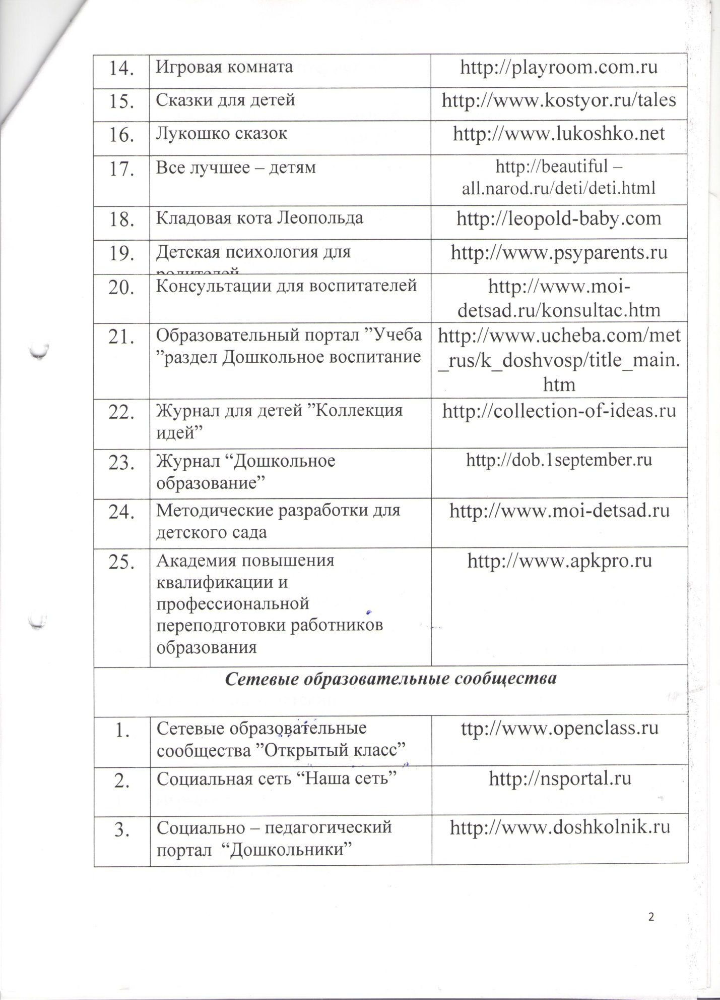 14. Игровая комната http://playroom.com.ru
15. Сказки для детей http://www.kostyor.ru/tales
16. Лукошко сказок http://www.lukoshko.net
17. Все лучшее – детям http://beautiful –
all.narod.ru/deti/deti.html
18. Кладовая кота Леопольда http://leopold-baby.com
19. Детская психология для http://www.psyparents.ru
родителей
20. Консультации для воспитателей http://www.moi-
detsad.ru/konsultac.htm
21. Образовательный портал ”Учеба http://www.ucheba.com/met
”раздел Дошкольное воспитание _rus/k_doshvosp/title_main.
htm
22. Журнал для детей ”Коллекция http://collection-of-ideas.ru
идей”
23. Журнал “Дошкольное http://dob.1september.ru
образование”
24. Методические разработки для http://www.moi-detsad.ru
детского сада
25. Академия повышения http://www.apkpro.ru
квалификации и
профессиональной
переподготовки работников
образования
Сетевые образовательные сообщества
1. Сетевые образовательные ttp://www.openclass.ru
сообщества ”Открытый класс”
2. Социальная сеть “Наша сеть” http://nsportal.ru
3. Социально – педагогический http://www.doshkolnik.ru
портал “Дошкольники”
2